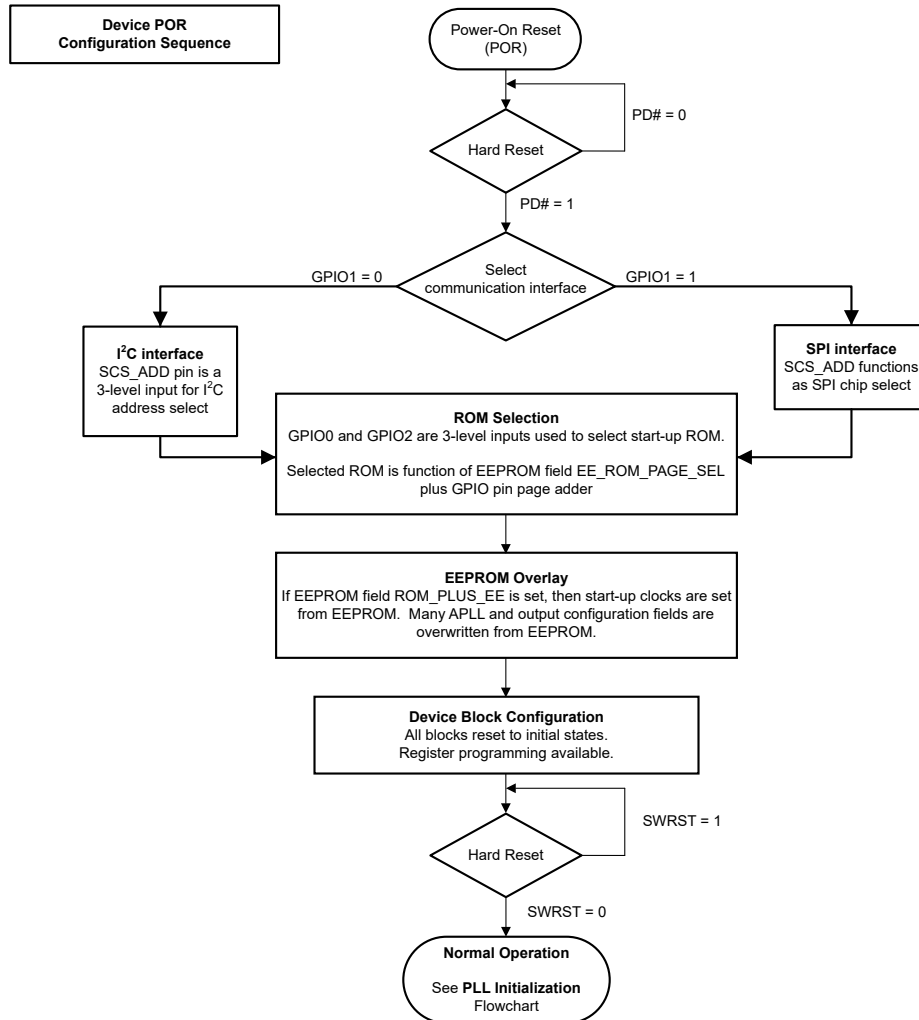 Device POR
Configuration Sequence
Power-On Reset
(POR)
PD# = 0
Hard Reset
PD# = 1
Select
communication interface
GPIO1 = 0
GPIO1 = 1
I²C interface
SCS_ADD pin is a
3-level input for I²C
address select
SPI interface
SCS_ADD functions
as SPI chip select
ROM Selection
GPIO0 and GPIO2 are 3-level inputs used to select start-up ROM.
Selected ROM is function of EEPROM field EE_ROM_PAGE_SEL
plus GPIO pin page adder
EEPROM Overlay
If EEPROM field ROM_PLUS_EE is set, then start-up clocks are set
from EEPROM. Many APLL and output configuration fields are
overwritten from EEPROM.
Device Block Configuration
All blocks reset to initial states.
Register programming available.
SWRST = 1
Hard Reset
SWRST = 0
Normal Operation
See PLL Initialization
Flowchart